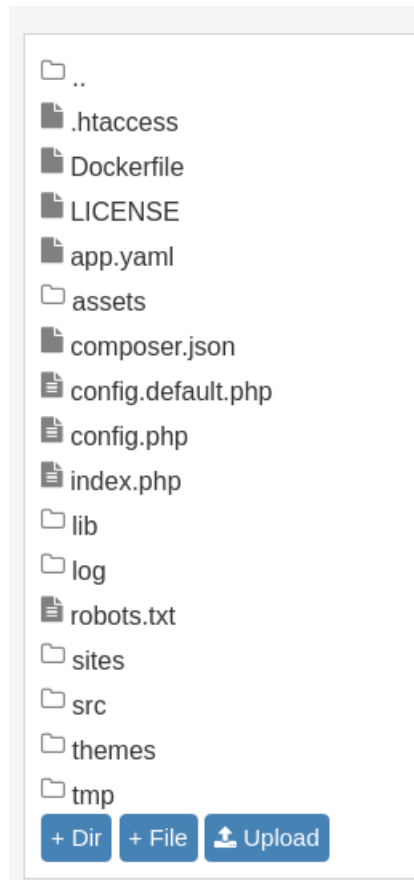 ..
.htaccess
Dockerfile
LICENSE
app.yaml
assets
composer.json
config.default.php
config.php
index.php
lib
log
robots.txt
sites
src
themes
tmp
+ Dir + File Upload